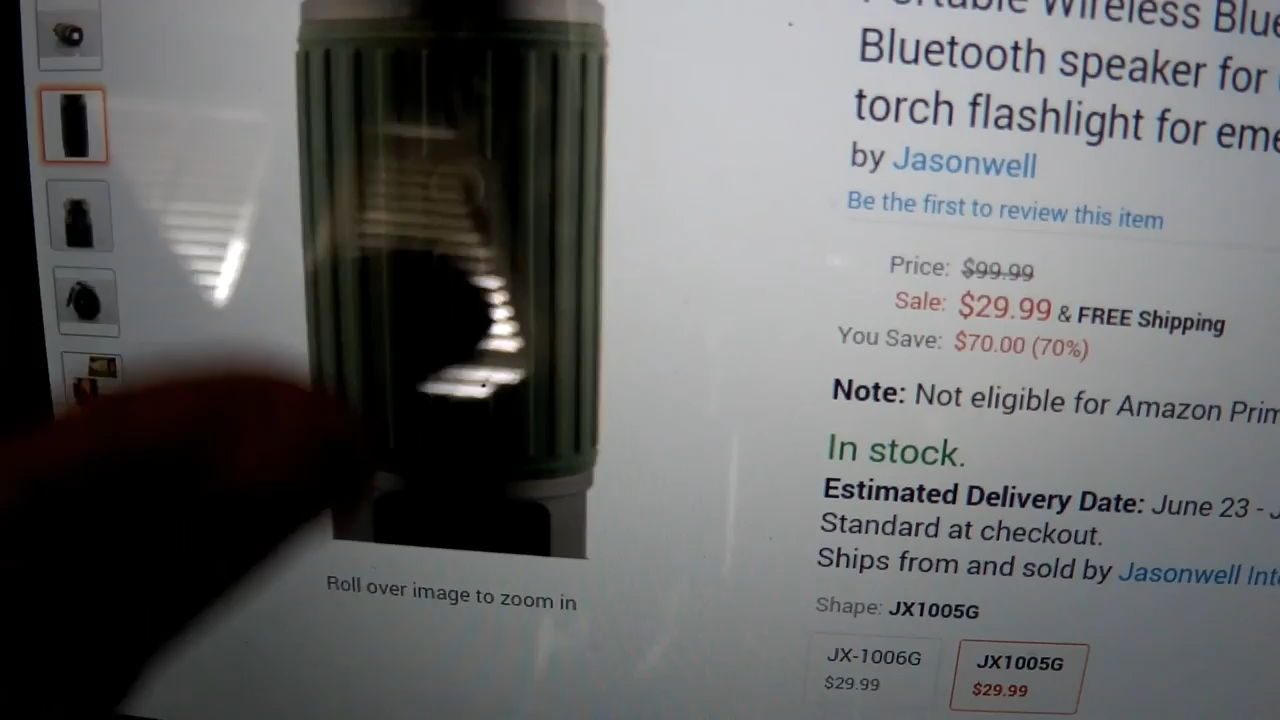 Portable Wireless Blue
Bluetooth speaker for
torch flashlight for eme
by Jasonwell
Be the first to review this item
Price: $99.99
Sale: $29.99 & FREE Shipping
You Save: $70.00 (70%)
Note: Not eligible for Amazon Prim
In stock.
Estimated Delivery Date: June 23 - J
Standard at checkout.
Ships from and sold by Jasonwell Int
Shape: JX1005G
JX-1006G
$29.99
JX1005G
$29.99
Roll over image to zoom in